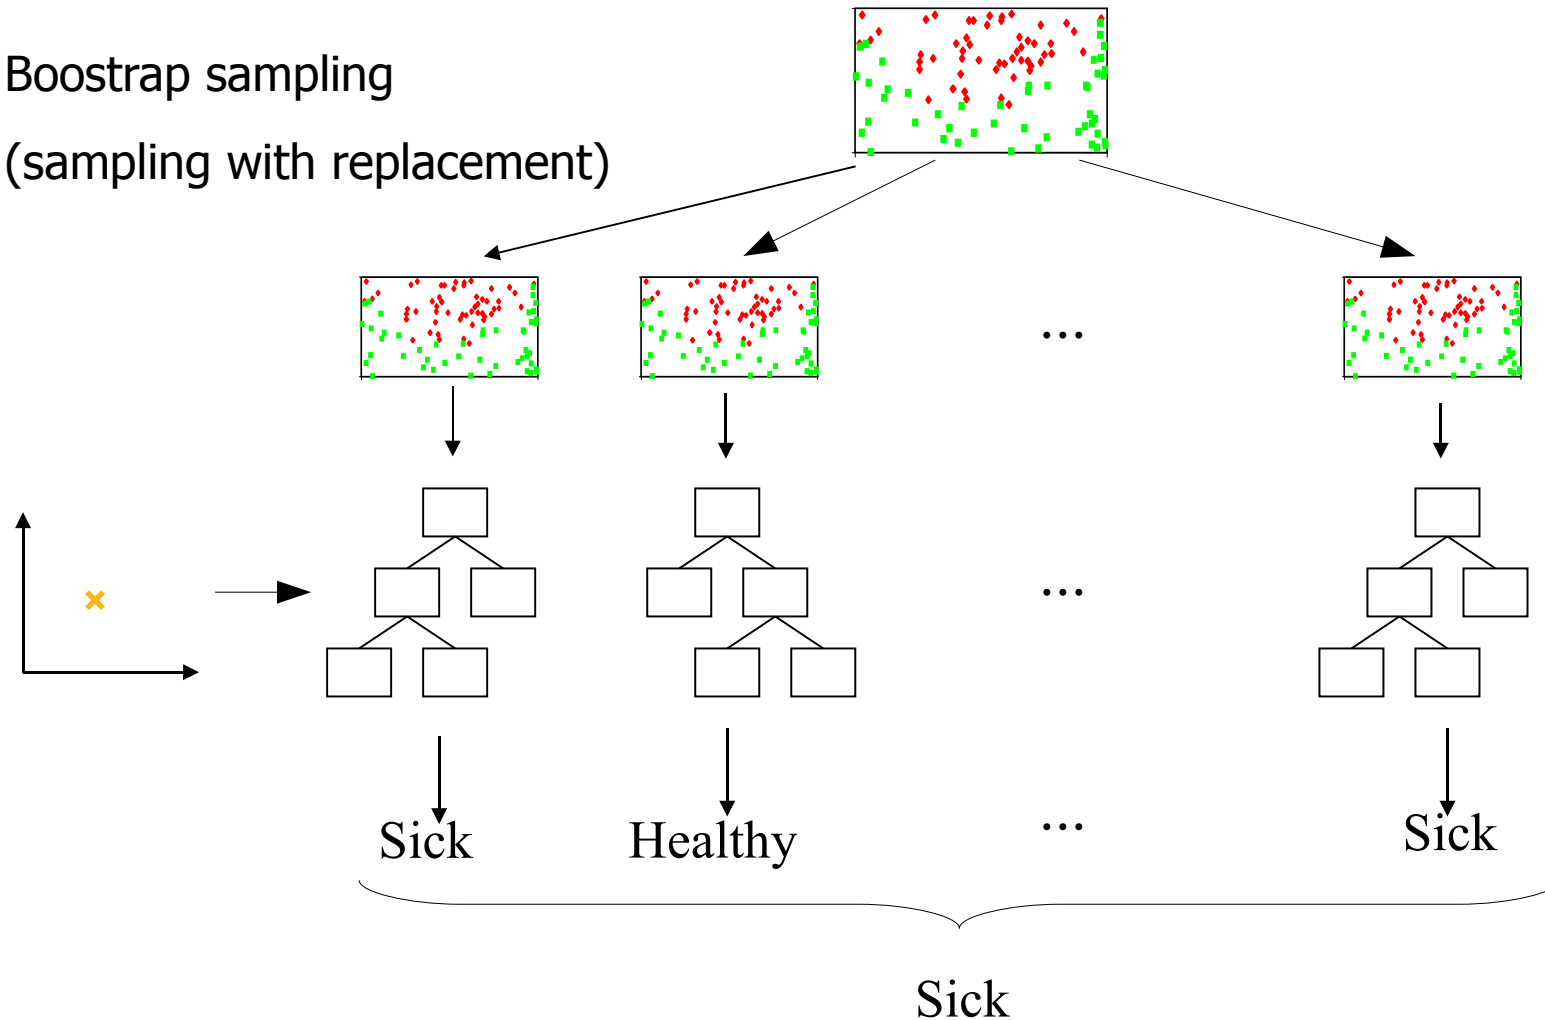 Boostrap sampling
(sampling with replacement)
...
...
...
Sick
Healthy
Sick
Sick